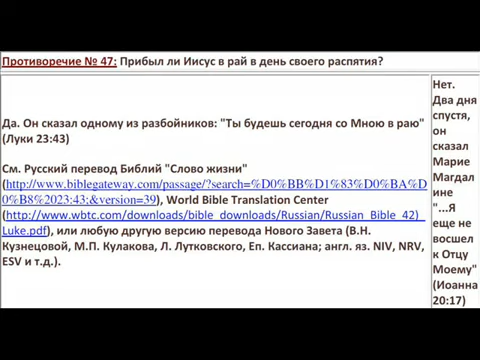 Противоречие № 47: Прибыл ли Иисус в рай в день своего распятия?
Да. Он сказал одному из разбойников: "Ты будешь сегодня со Мною в раю"
(Луки 23:43)
См. Русский перевод Библий "Слово жизни"
(http://www.biblegateway.com/passage/?search=%D0%BB%D1%83%D0%BA%D
0%B8%2023:43;&version=39), World Bible Translation Center
(http://www.wbtc.com/downloads/bible_downloads/Russian/Russian_Bible_42)_
Luke.pdf), или любую другую версию перевода Нового Завета (В.Н.
Кузнецовой, М.П. Кулакова, Л. Лутковского, Еп. Кассиана; англ. яз. NIV, NRV,
ESV и т.д.).
Нет.
Два дня
спустя,
он
сказал
Марие
Магдал
ине
"...Я
еще не
восшел
к Отцу
Моему"
(Иоанна
20:17)